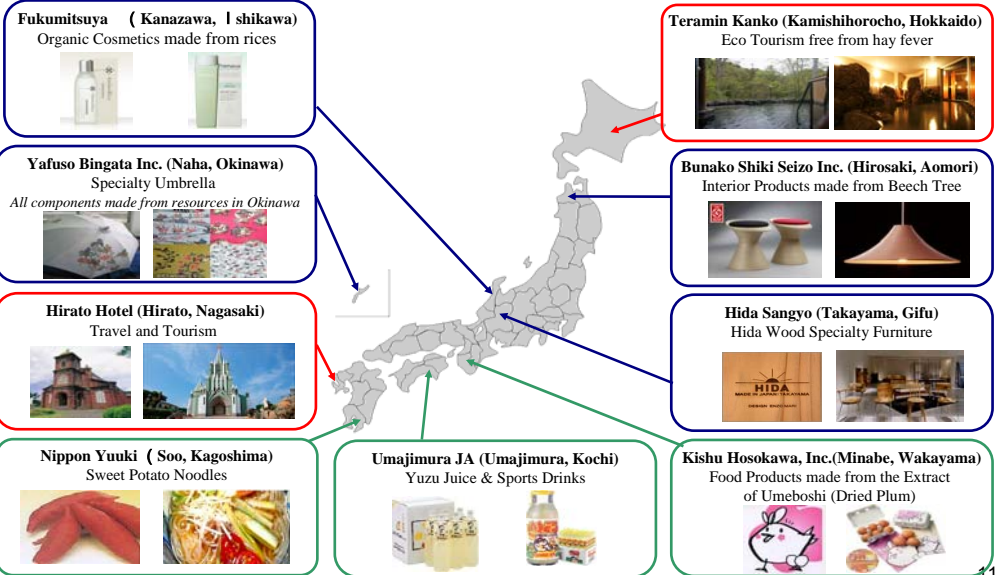 Fukumitsuya ( Kanazawa, Ishikawa)
Organic Cosmetics made from rices
Yafuso Bingata Inc. (Naha, Okinawa)
Specialty Umbrella
All components made from resources in Okinawa
Hirato Hotel (Hirato, Nagasaki)
Travel and Tourism
Nippon Yuuki ( Soo, Kagoshima)
Sweet Potato Noodles
Umajimura JA (Umajimura, Kochi)
Yuzu Juice & Sports Drinks
Teramin Kanko (Kamishihorocho, Hokkaido)
Eco Tourism free from hay fever
Bunako Shiki Seizo Inc. (Hirosaki, Aomori)
Interior Products made from Beech Tree
Hida Sangyo (Takayama, Gifu)
Hida Wood Specialty Furniture
HIDA
MADE IN JAPAN TAKAYAMA
DESIGN ENZO MARI
Kishu Hosokawa, Inc.(Minabe, Wakayama)
Food Products made from the Extract
of Umeboshi (Dried Plum)
11